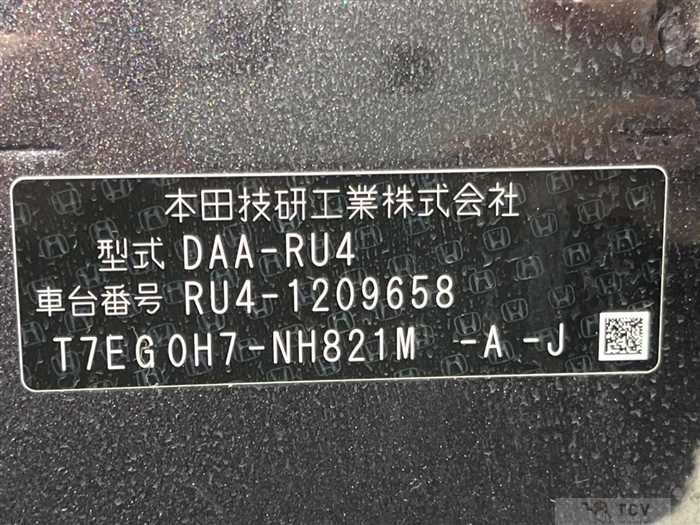 本田技研工業株式会社
型式 DAA-RU4
車台番号 RU4-1209658
T7EG0H7-NH821M -A -J
TCV